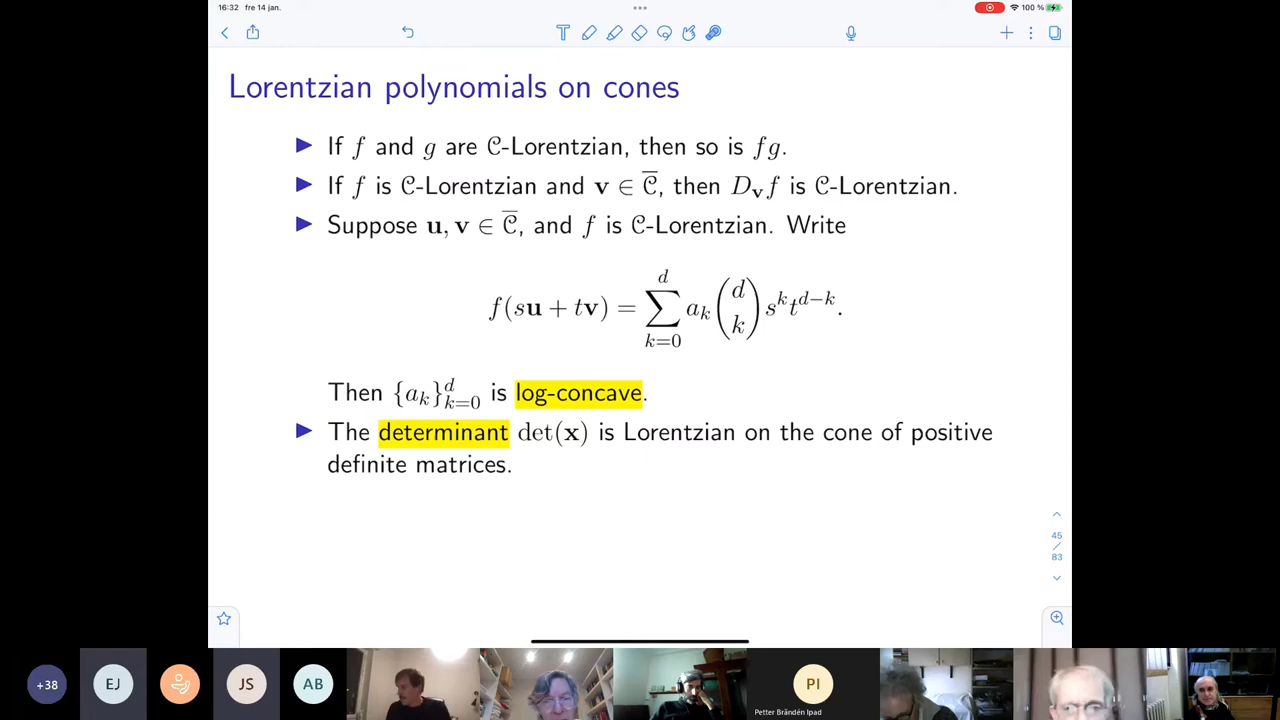 16:32 fre 14 jan.
100 %
Lorentzian polynomials on cones
If f and g are 𝒞-Lorentzian, then so is fg.
If f is 𝒞-Lorentzian and v ∈ 𝒞̅, then D_v f is 𝒞-Lorentzian.
Suppose u, v ∈ 𝒞̅, and f is 𝒞-Lorentzian. Write
f(su + tv) = ∑_{k=0}^{d} a_k \binom{d}{k} s^k t^{d−k}.
Then {a_k}_{k=0}^{d} is log-concave.
The determinant det(x) is Lorentzian on the cone of positive
definite matrices.
45
/
83
+38
EJ
JS
AB
PI
Petter Brändén Ipad